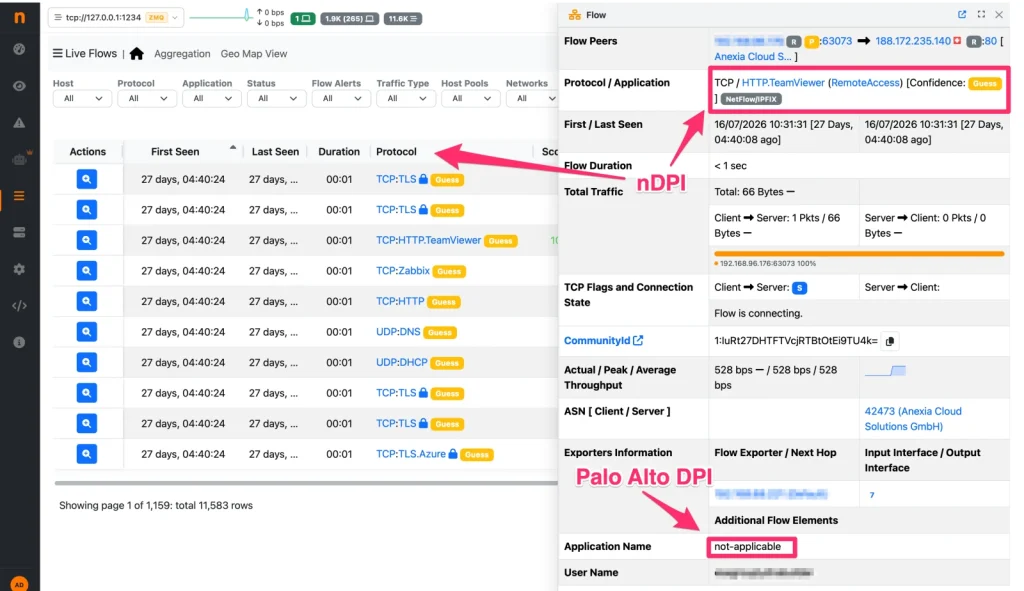 n
tcp://127.0.0.1:1234 ZMQ
↑ 0 bps
↓ 0 bps
1
1.9K (265)
11.6K
Live Flows | Aggregation Geo Map View
Host Protocol Application Status Flow Alerts Traffic Type Host Pools Networks
All All All All All All All All
Actions First Seen Last Seen Duration Protocol Sco
27 days, 04:40:24 27 days, ... 00:01 TCP:TLS Guess
27 days, 04:40:24 27 days, ... 00:01 TCP:TLS Guess
27 days, 04:40:24 27 days, ... 00:01 TCP:HTTP.TeamViewer Guess 10
27 days, 04:40:24 27 days, ... 00:01 TCP:Zabbix Guess
27 days, 04:40:24 27 days, ... 00:01 TCP:HTTP Guess
27 days, 04:40:24 27 days, ... 00:01 UDP:DNS Guess
27 days, 04:40:24 27 days, ... 00:01 UDP:DHCP Guess
27 days, 04:40:24 27 days, ... 00:01 TCP:TLS Guess
27 days, 04:40:24 27 days, ... 00:01 TCP:TLS Guess
27 days, 04:40:24 27 days, ... 00:01 TCP:TLS.Azure Guess
Showing page 1 of 1,159: total 11,583 rows
AD
nDPI
Palo Alto DPI
Flow
Flow Peers
R P :63073 → 188.172.235.140 R :80 [
Anexia Cloud S... ]
Protocol / Application
TCP / HTTP.TeamViewer (RemoteAccess) [Confidence: Guess
] NetFlow/IPFIX
First / Last Seen
16/07/2026 10:31:31 [27 Days,
04:40:08 ago]
16/07/2026 10:31:31 [27 Days,
04:40:08 ago]
Flow Duration
< 1 sec
Total Traffic
Total: 66 Bytes —
Client → Server: 1 Pkts / 66
Bytes —
Server → Client: 0 Pkts / 0
Bytes —
192.168.96.176:63073 100%
TCP Flags and Connection
State
Client → Server: S
Server → Client:
Flow is connecting.
CommunityId
1:IuRt27DHTFTVcjRTBtOtEi9TU4k=
Actual / Peak / Average
Throughput
528 bps — / 528 bps / 528
bps
ASN [ Client / Server ]
42473 (Anexia Cloud
Solutions GmbH)
Exporters Information
Flow Exporter / Next Hop
Input Interface / Output
Interface
7
Additional Flow Elements
Application Name
not-applicable
User Name